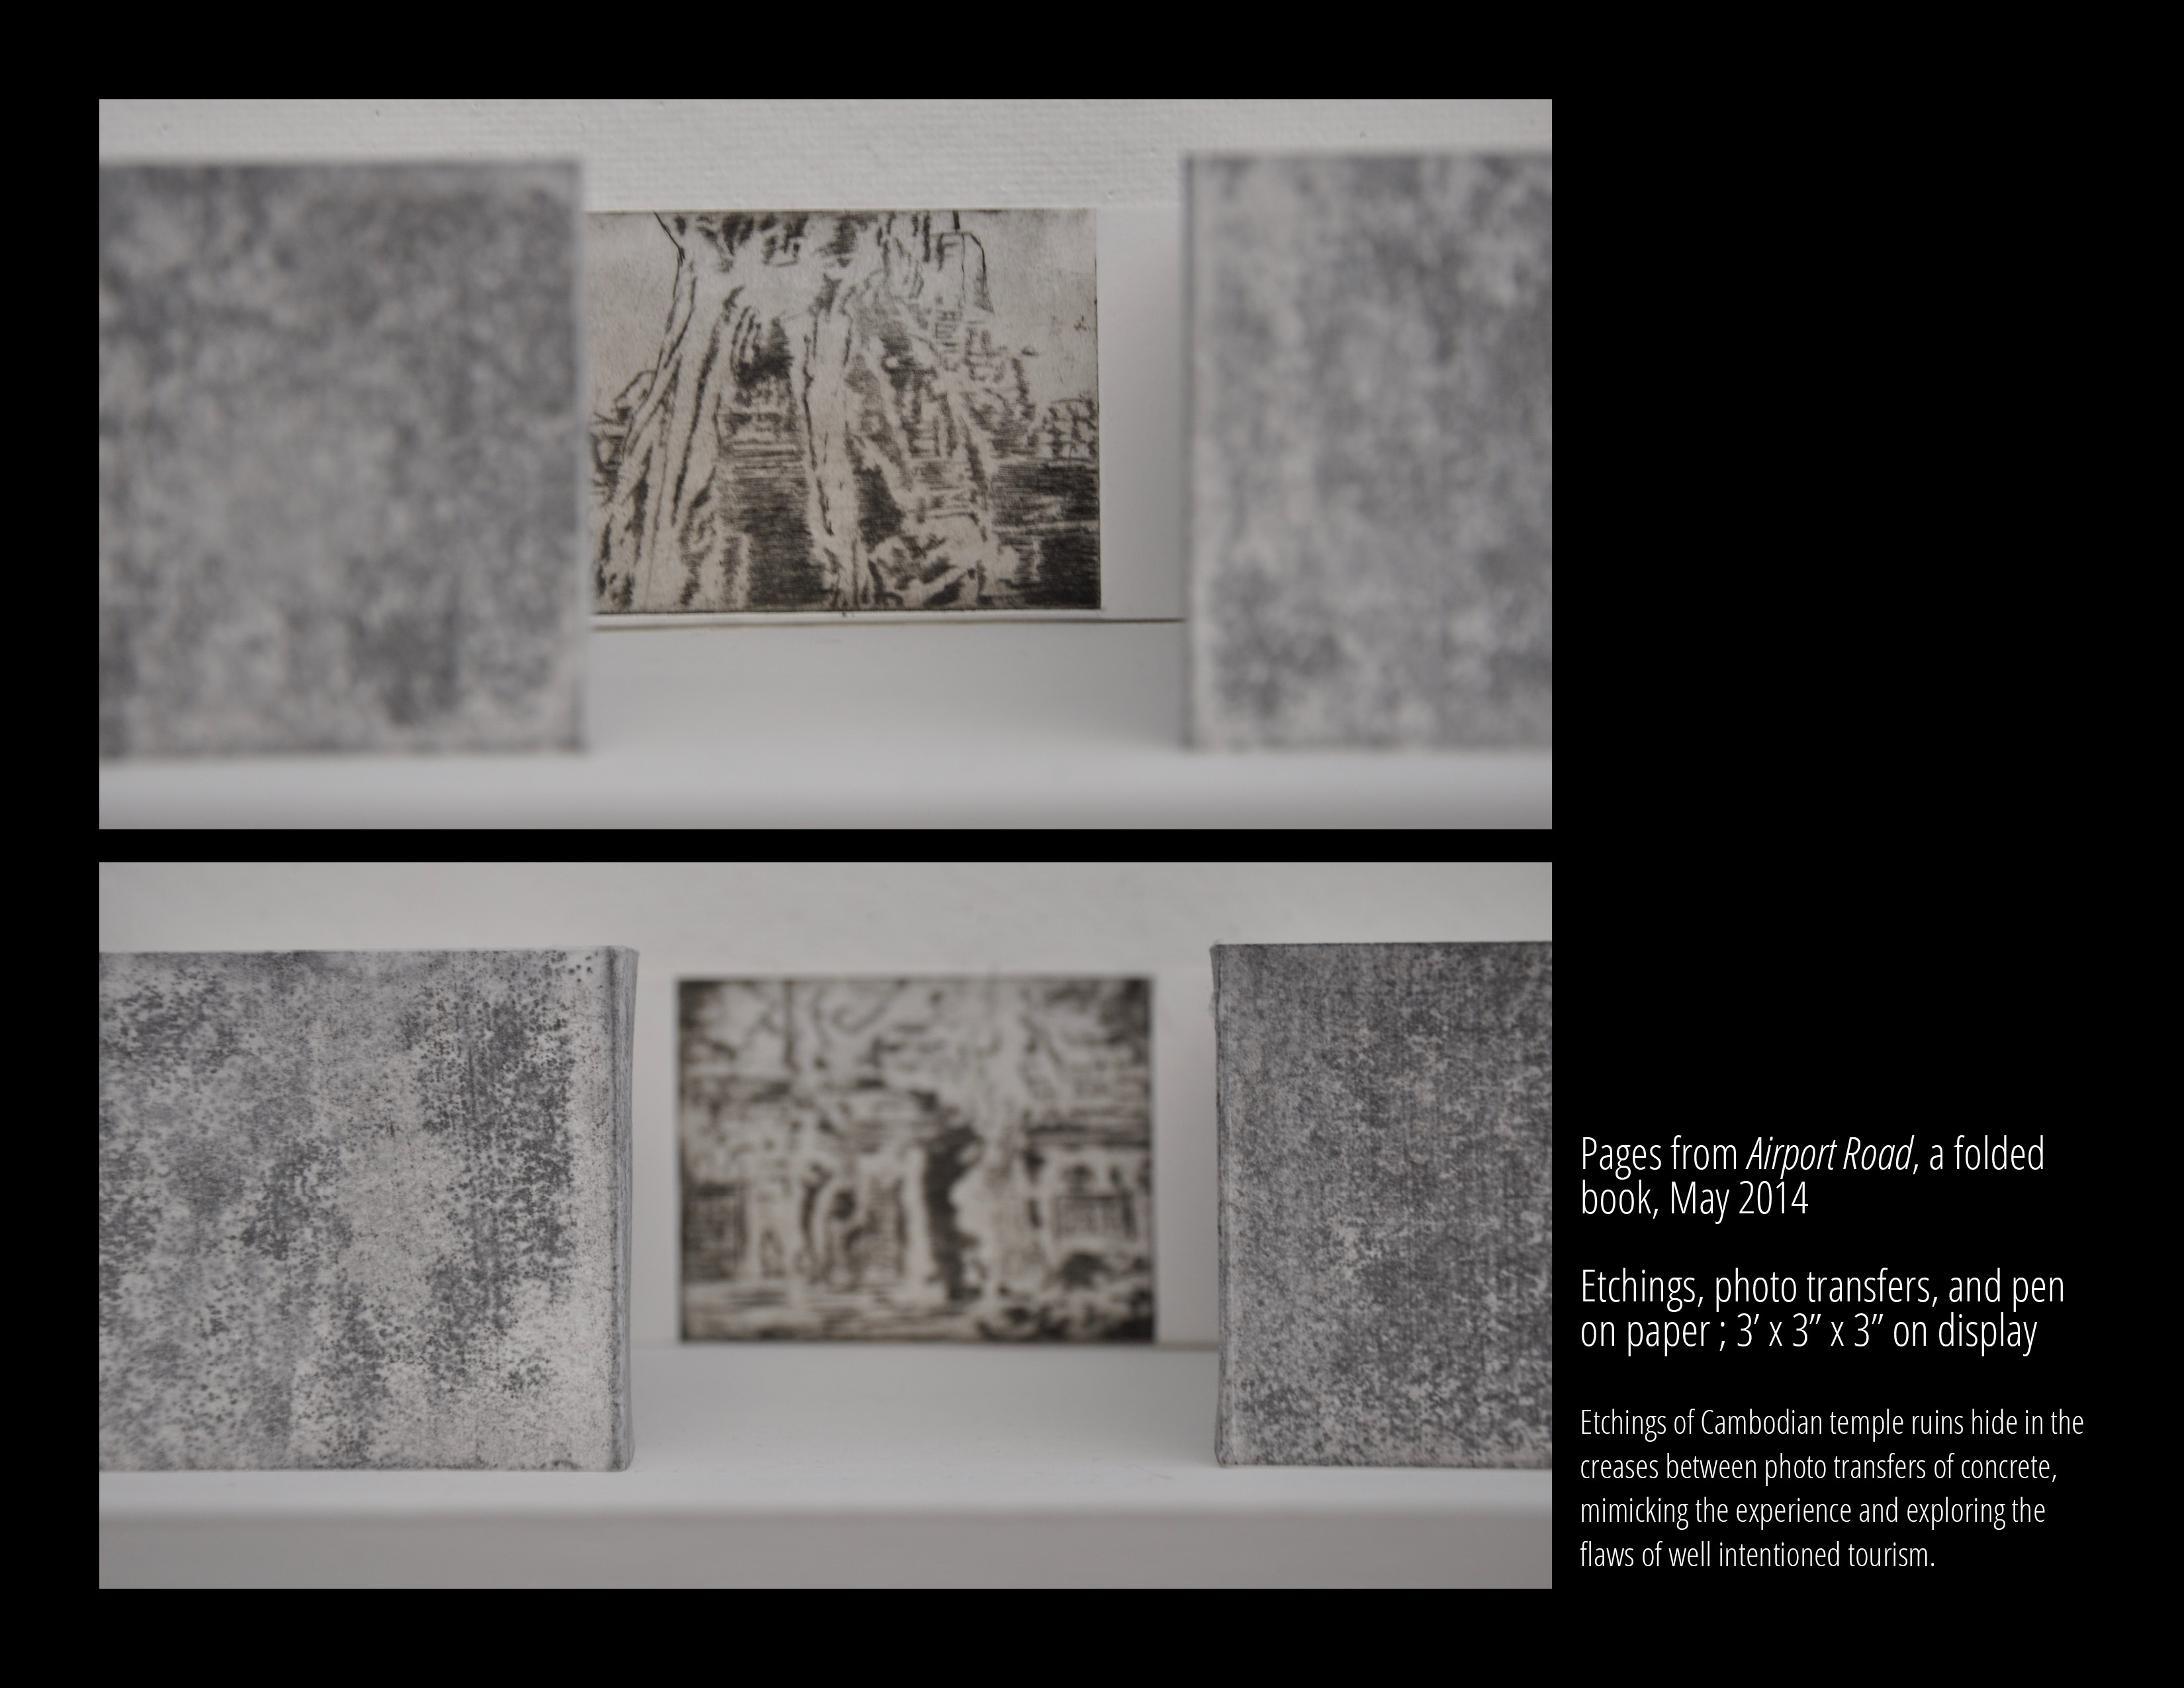 Pages from Airport Road, a folded
book, May 2014
Etchings, photo transfers, and pen
on paper ; 3’ x 3” x 3” on display
Etchings of Cambodian temple ruins hide in the
creases between photo transfers of concrete,
mimicking the experience and exploring the
flaws of well intentioned tourism.